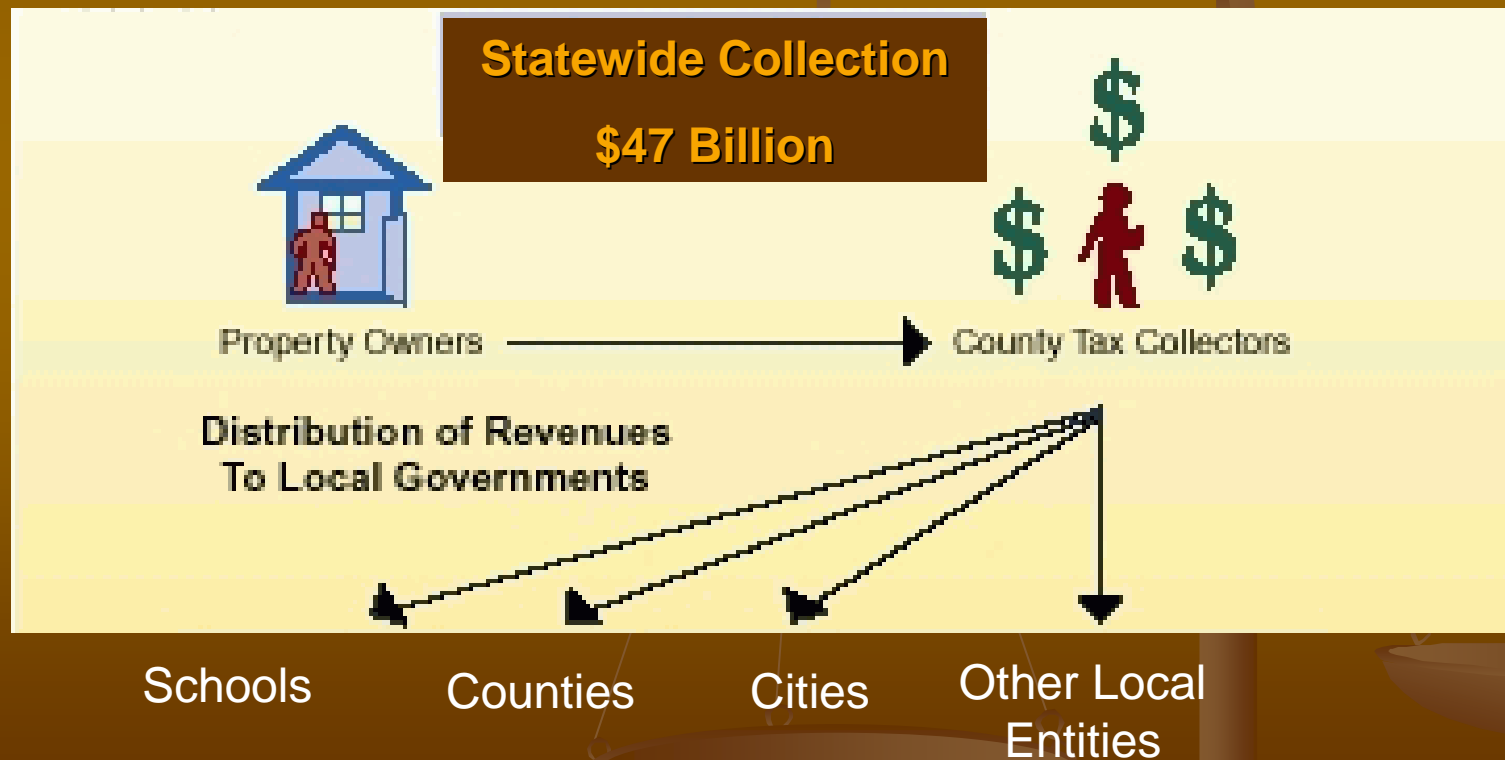 Statewide Collection
$47 Billion
$
$ $
Property Owners County Tax Collectors
Distribution of Revenues
To Local Governments
Schools Counties Cities Other Local
Entities